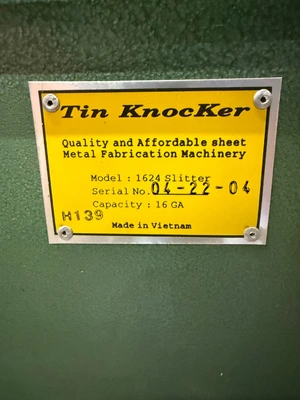 Tin KnocKer
Quality and Affordable sheet
Metal Fabrication Machinery
Model : 1624 Slitter
Serial No. 04-22-04
Capacity : 16 GA
H139
Made in Vietnam